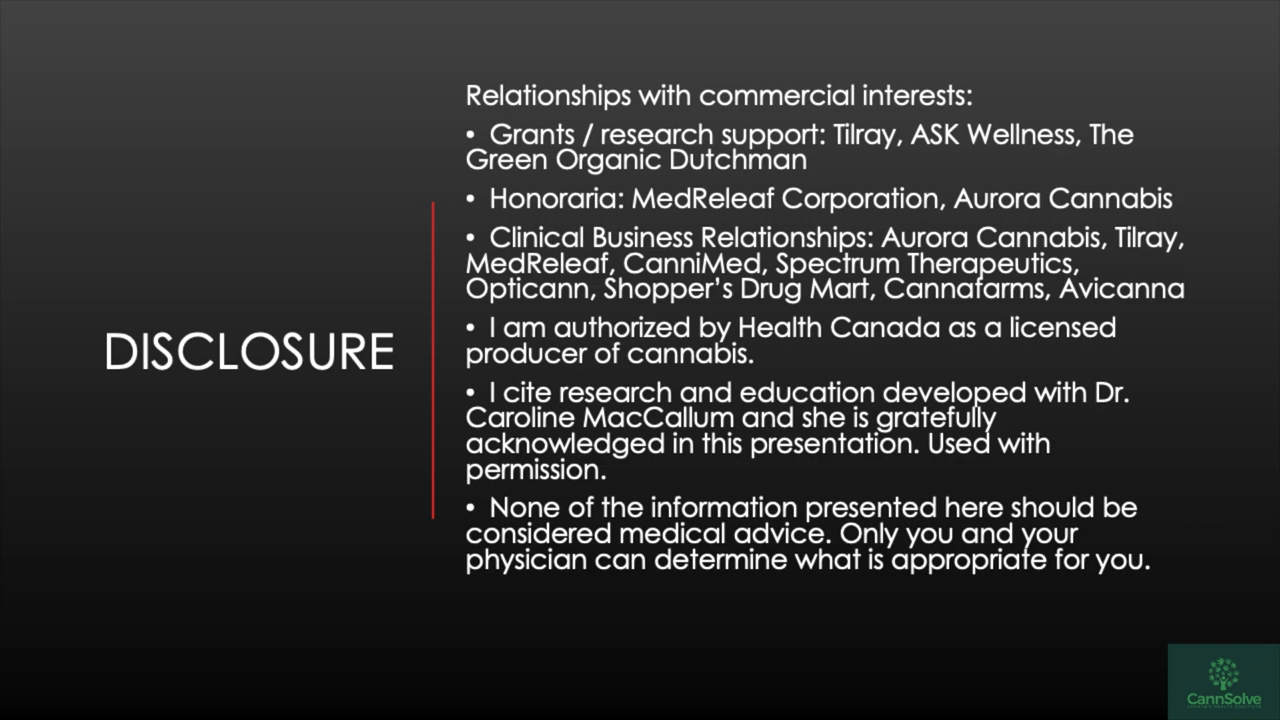 DISCLOSURE
Relationships with commercial interests:
• Grants / research support: Tilray, ASK Wellness, The
Green Organic Dutchman
• Honoraria: MedReleaf Corporation, Aurora Cannabis
• Clinical Business Relationships: Aurora Cannabis, Tilray,
MedReleaf, CanniMed, Spectrum Therapeutics,
Opticann, Shopper’s Drug Mart, Cannafarms, Avicanna
• I am authorized by Health Canada as a licensed
producer of cannabis.
• I cite research and education developed with Dr.
Caroline MacCallum and she is gratefully
acknowledged in this presentation. Used with
permission.
• None of the information presented here should be
considered medical advice. Only you and your
physician can determine what is appropriate for you.
CannSolve